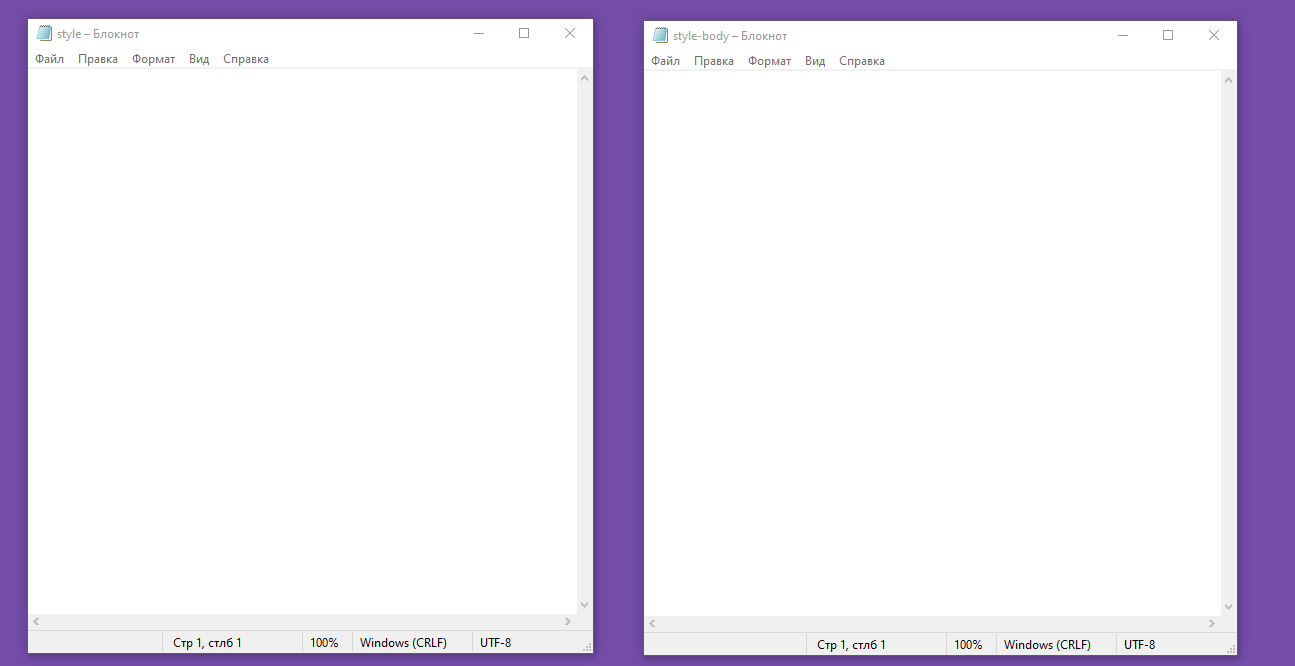 style – Блокнот
Файл Правка Формат Вид Справка
Стр 1, стлб 1 100% Windows (CRLF) UTF-8
style-body – Блокнот
Файл Правка Формат Вид Справка
Стр 1, стлб 1 100% Windows (CRLF) UTF-8